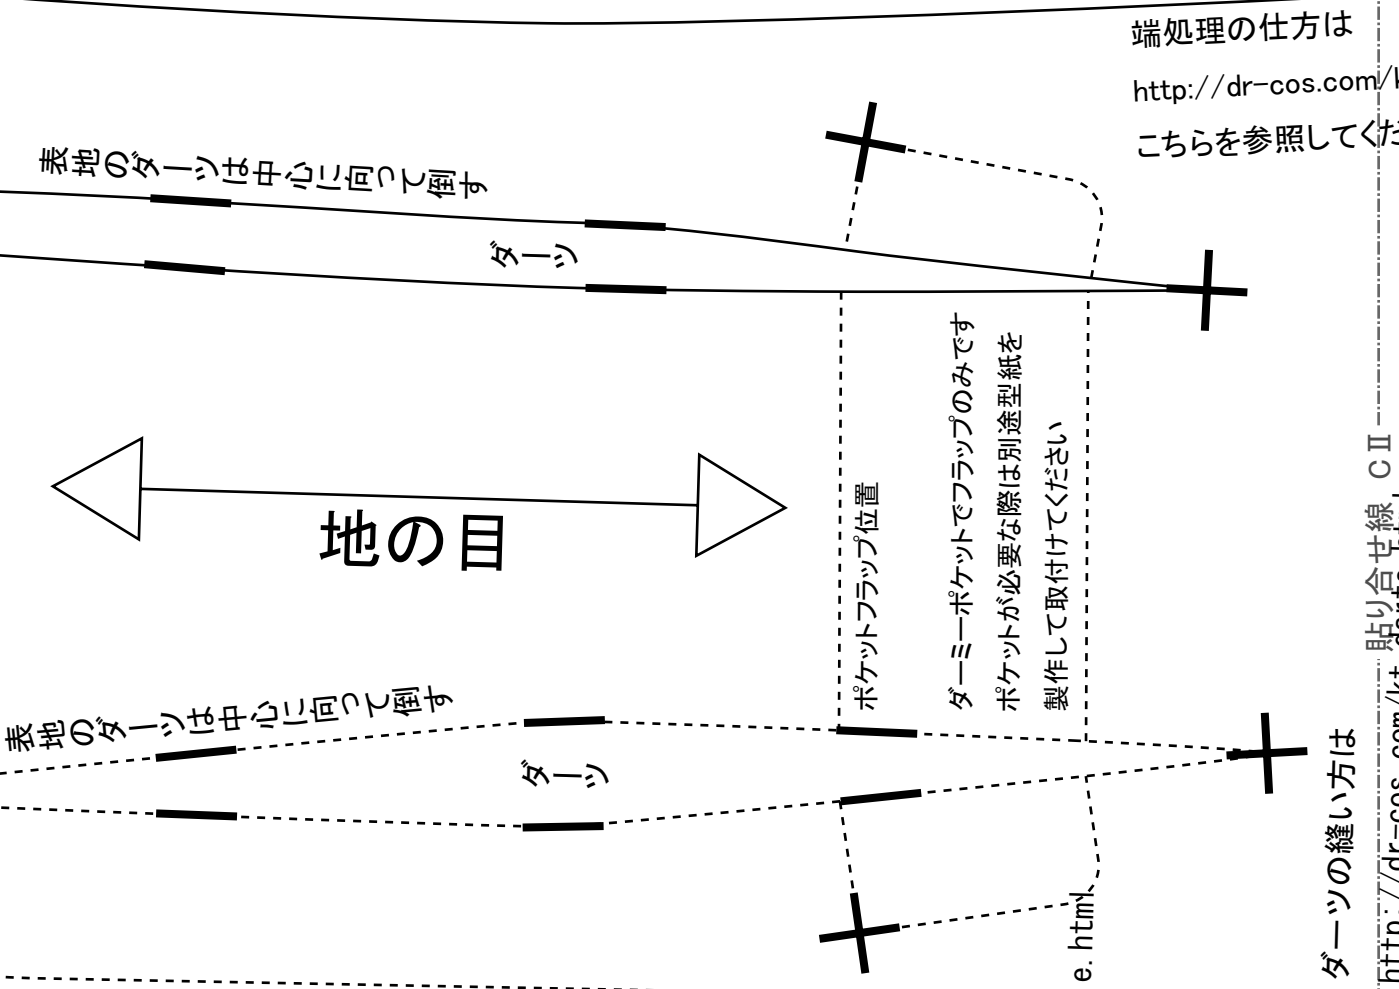 端処理の仕方は
http://dr-cos.com/k
こちらを参照してくだ
表地のダーツは中心に向って倒す
ダーツ
地の目
ポケットフラップ位置
ダーミーポケットでフラップのみです
ポケットが必要な際は別途型紙を
製作して取付けてください
表地のダーツは中心に向って倒す
ダーツ
e.html
貼り合せ線 CⅡ
ダーツの縫い方は
http://dr-cos.com/kt